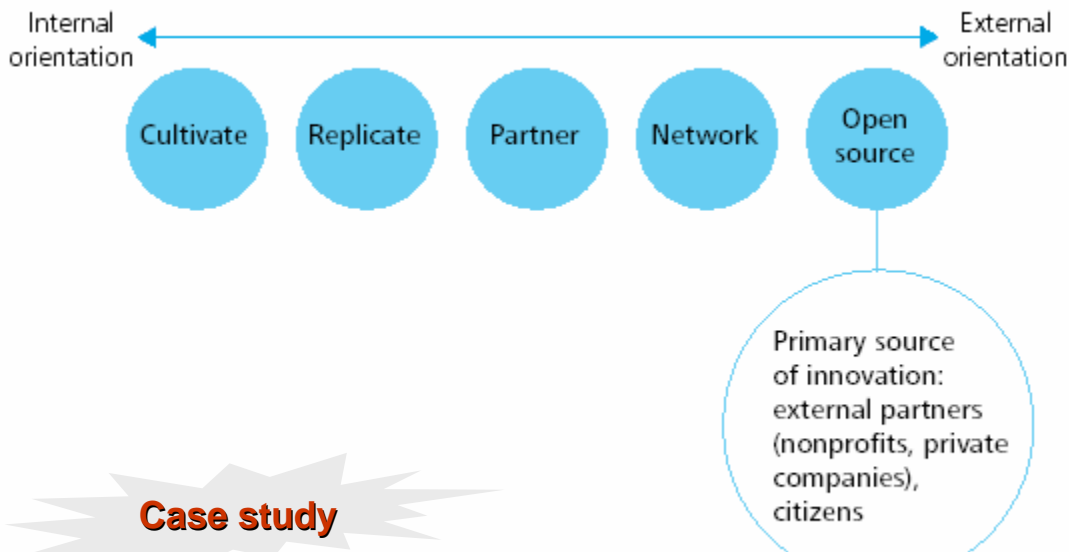 Internal
orientation
External
orientation
Cultivate
Replicate
Partner
Network
Open
source
Primary source
of innovation:
external partners
(nonprofits, private
companies),
citizens
Case study